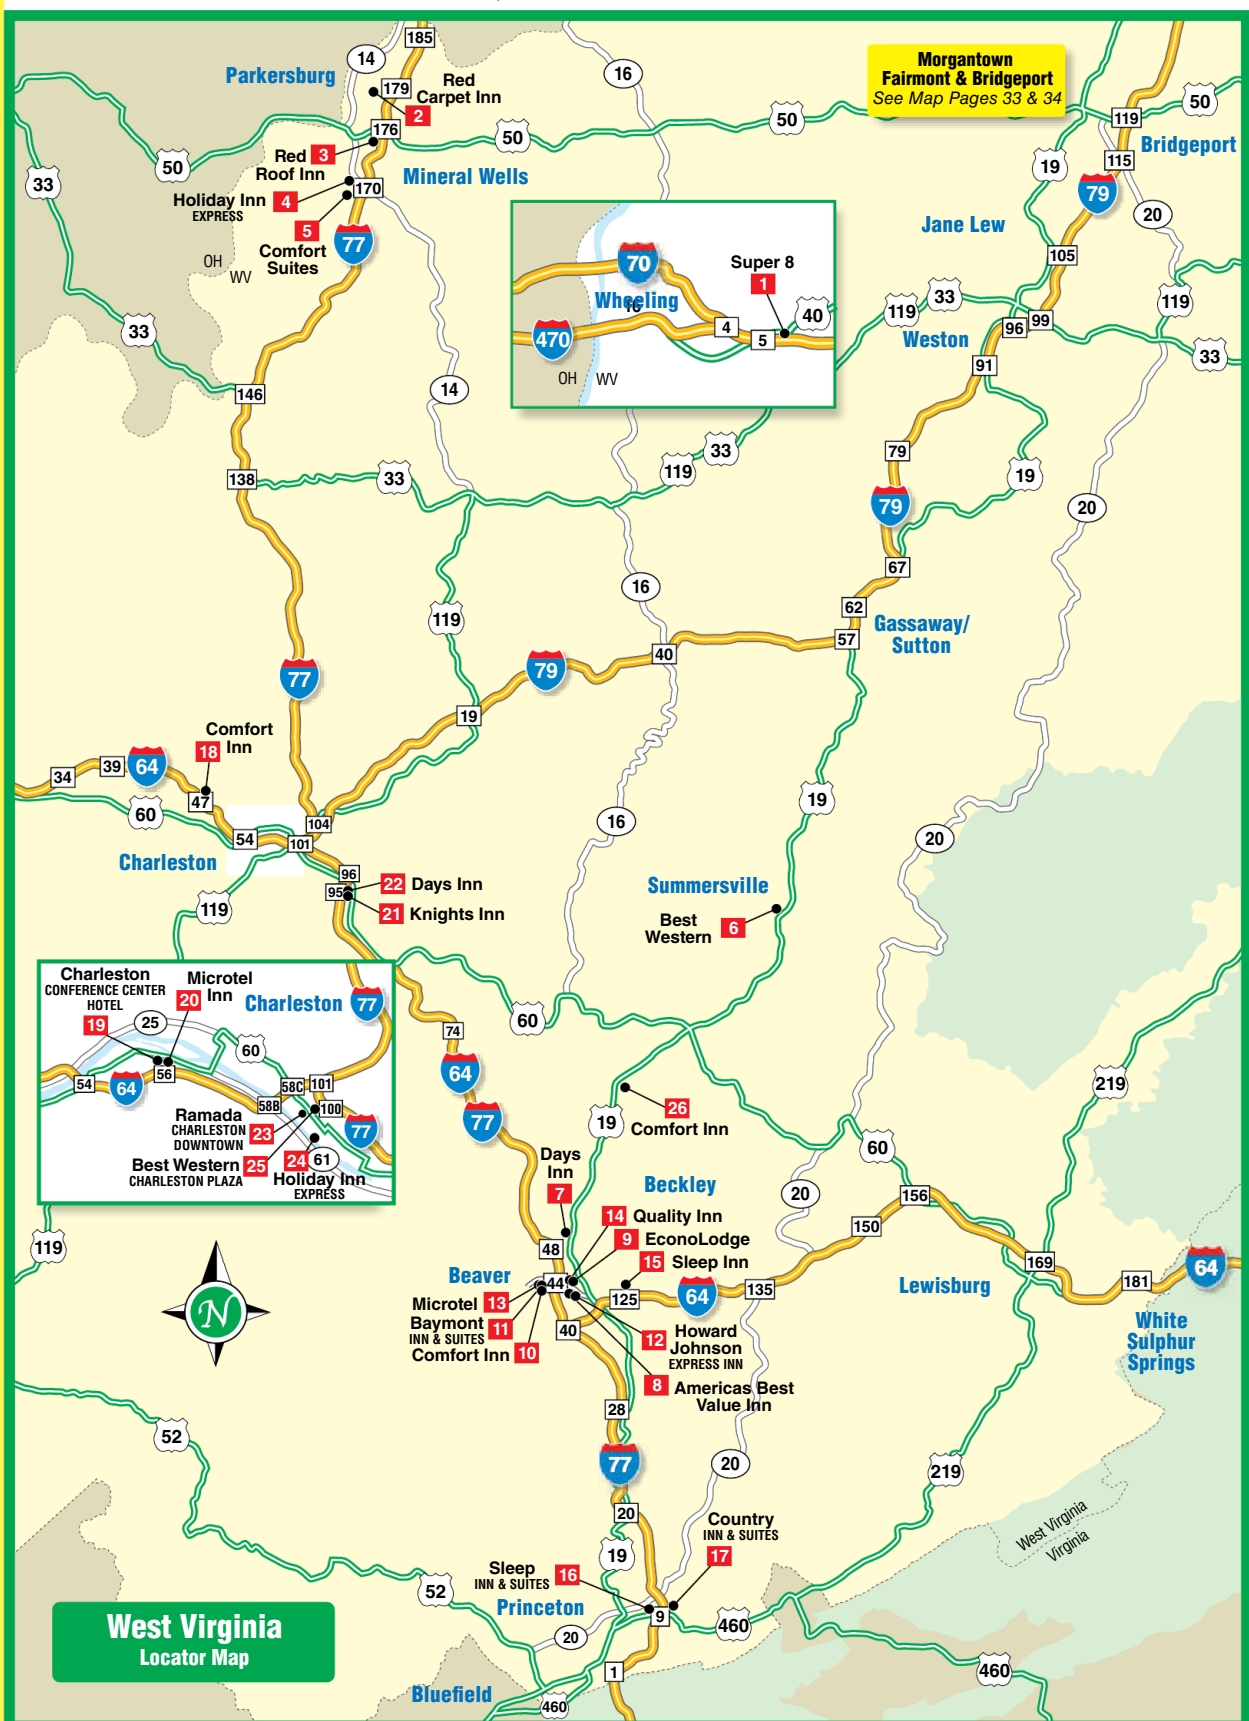 185
14
16
Morgantown
Fairmont & Bridgeport
See Map Pages 33 & 34
Parkersburg
179
Red
Carpet Inn
2
50
119
50
176
50
Bridgeport
115
50
33
Red
Roof Inn
3
19
Mineral Wells
79
170
Holiday Inn
EXPRESS
4
20
5
Comfort
Suites
77
Jane Lew
OH
WV
105
70
Super 8
1
Wheeling
16
40
119
33
119
470
4
5
96
99
Weston
33
33
OH
WV
91
146
14
79
33
119
19
138
33
79
20
67
16
62
119
Gassaway/
Sutton
57
40
77
79
19
Comfort
Inn
18
34
39
64
47
60
19
104
54
101
16
20
Charleston
96
95
22
Days Inn
21
Knights Inn
Summersville
119
Best
Western
6
Charleston
CONFERENCE CENTER
HOTEL
19
Microtel
Inn
20
Charleston
77
25
60
54
64
56
58C
101
58B
100
Ramada
CHARLESTON
DOWNTOWN
23
77
Best Western
CHARLESTON PLAZA
25
24
61
Holiday Inn
EXPRESS
60
74
64
77
219
26
Comfort Inn
19
60
Days
Inn
7
Beckley
20
156
14
Quality Inn
150
9
EconoLodge
48
119
15
Sleep Inn
169
64
Beaver
44
181
135
Lewisburg
125
64
Microtel
13
Baymont
INN & SUITES
11
40
12
Howard
Johnson
EXPRESS INN
Comfort Inn
10
White
Sulphur
Springs
8
Americas Best
Value Inn
28
52
77
20
219
20
Country
INN & SUITES
17
West Virginia
Virginia
19
Sleep
INN & SUITES
16
52
Princeton
9
460
20
West Virginia
Locator Map
1
460
Bluefield
460